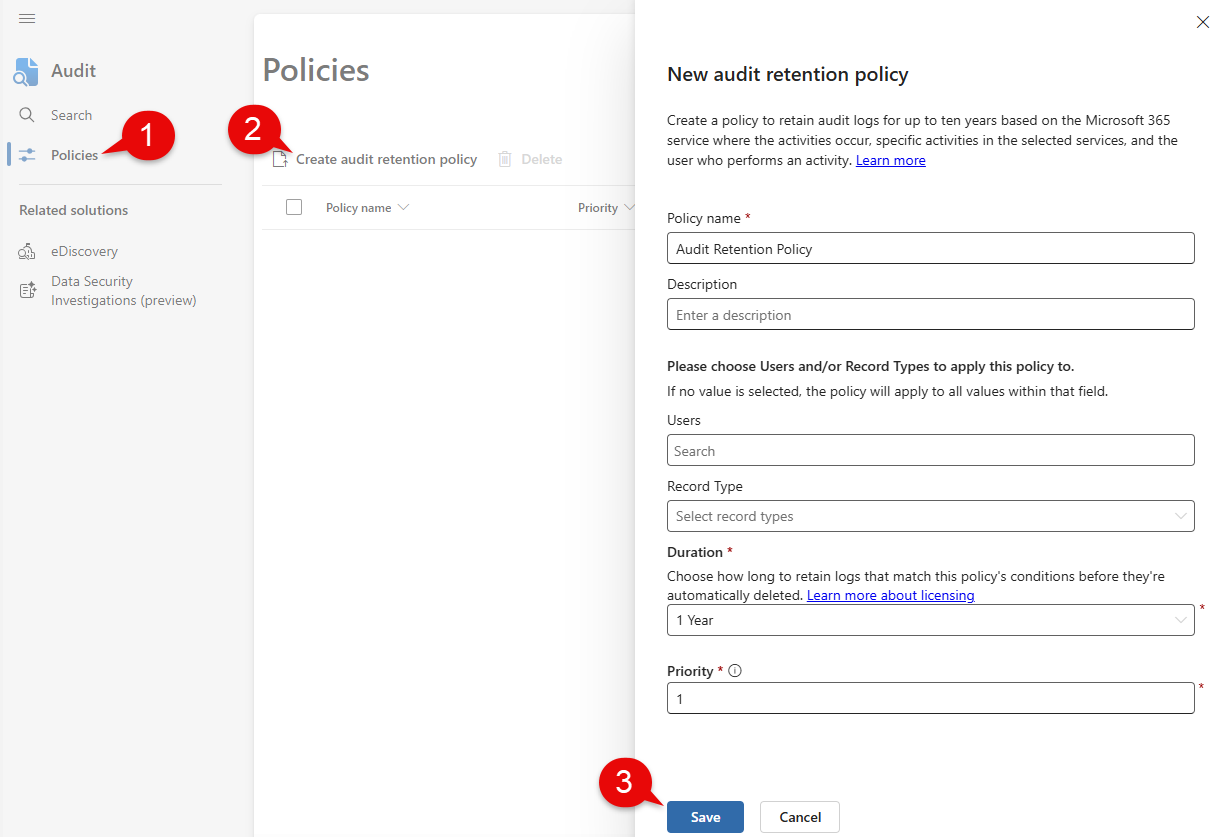 Audit
Search
Policies
1
Related solutions
eDiscovery
Data Security
Investigations (preview)
Policies
2
Create audit retention policy
Delete
Policy name
Priority
New audit retention policy
Create a policy to retain audit logs for up to ten years based on the Microsoft 365
service where the activities occur, specific activities in the selected services, and the
user who performs an activity. Learn more
Policy name *
Audit Retention Policy
Description
Enter a description
Please choose Users and/or Record Types to apply this policy to.
If no value is selected, the policy will apply to all values within that field.
Users
Search
Record Type
Select record types
Duration *
Choose how long to retain logs that match this policy's conditions before they're
automatically deleted. Learn more about licensing
1 Year *
Priority *
1 *
3
Save
Cancel